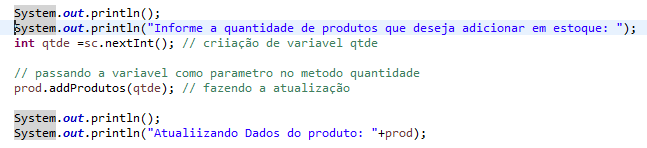 System.out.println();
System.out.println("Informe a quantidade de produtos que deseja adicionar em estoque: ");
int qtde =sc.nextInt(); // criiação de variavel qtde
// passando a variavel como parametro no metodo quantidade
prod.addProdutos(qtde); // fazendo a atualização
System.out.println();
System.out.println("Atualiizando Dados do produto: "+prod);